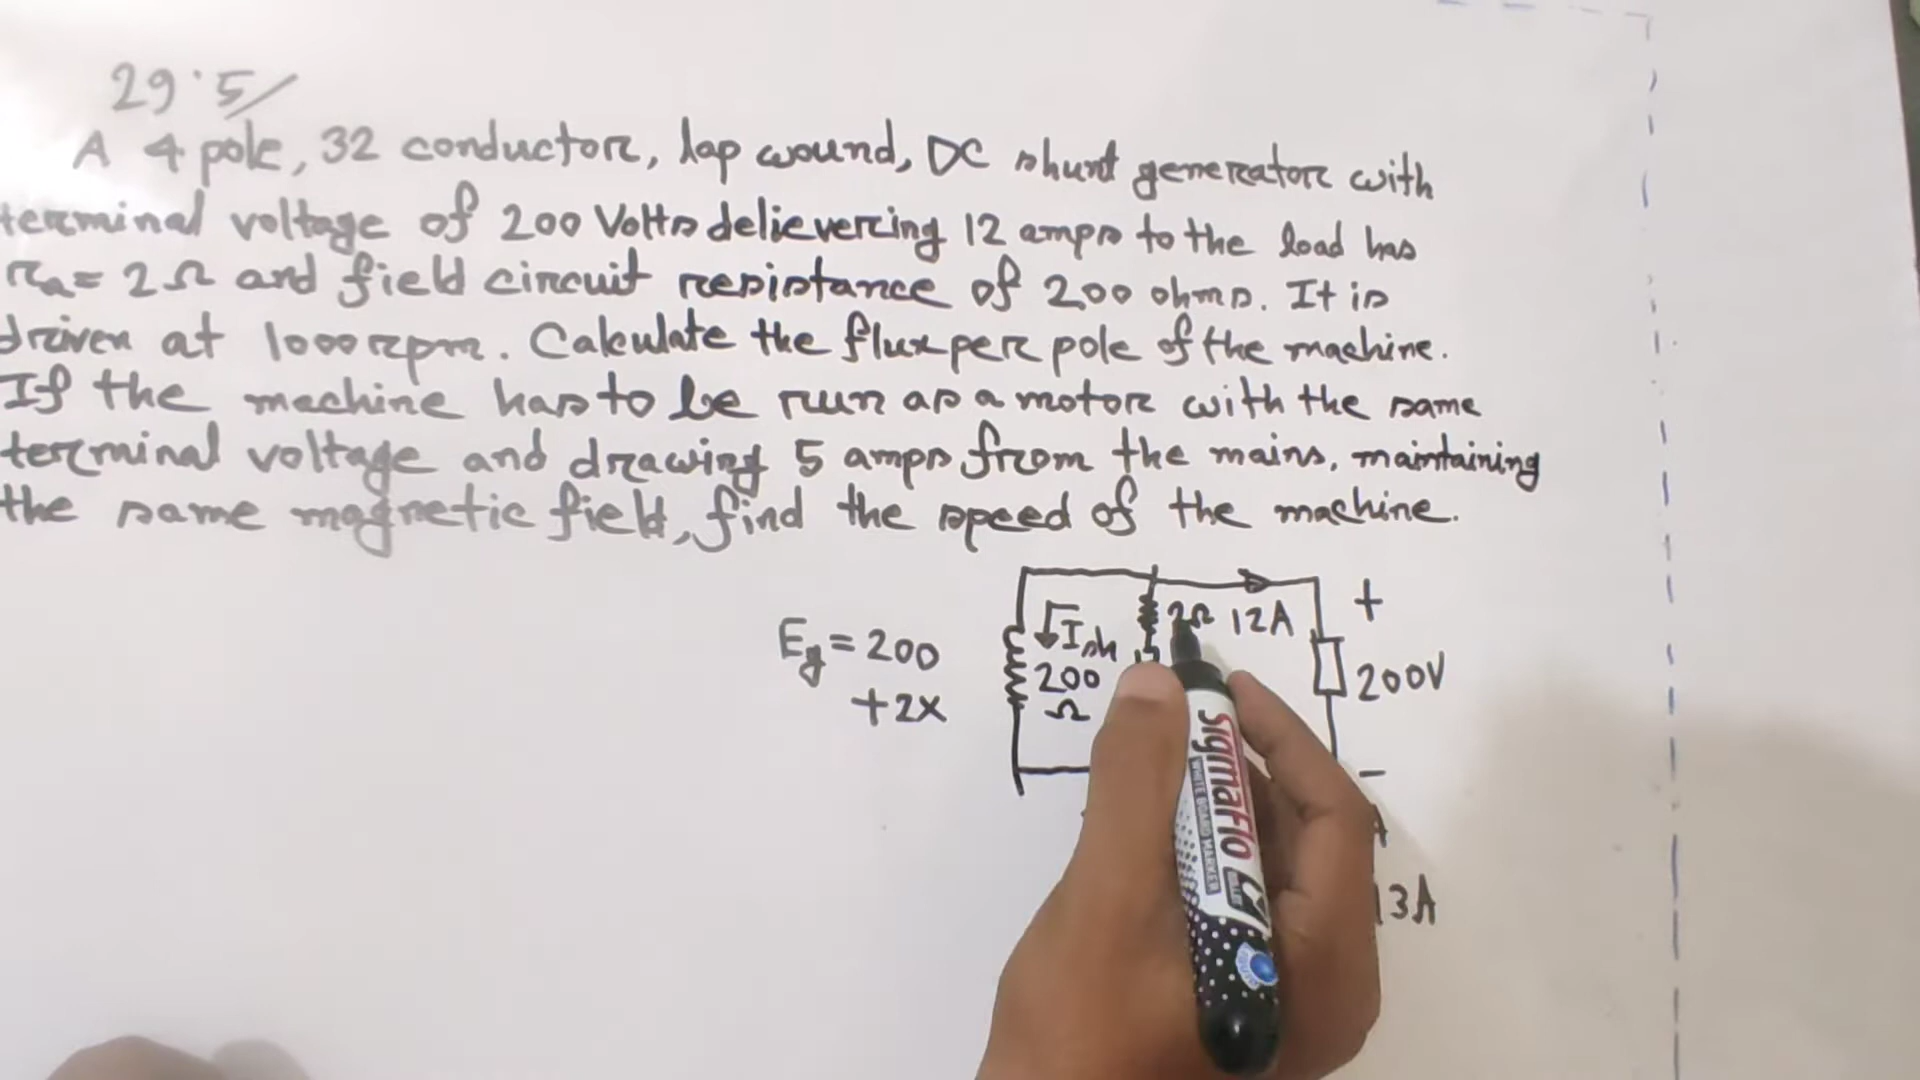 29.5/
A 4 pole, 32 conductor, lap wound, DC shunt generator with
terminal voltage of 200 Volts delievering 12 amps to the load has
ra = 2Ω and field circuit resistance of 200 ohms. It is
driven at 1000 rpm. Calculate the flux per pole of the machine.
If the machine has to be run as a motor with the same
terminal voltage and drawing 5 amps from the mains, maintaining
the same magnetic field, find the speed of the machine.
Eg = 200
+2x
Ish
200
Ω
2Ω
12A
+
200V
-
A
13A
SigmaFlo
WHITE BOARD MARKER